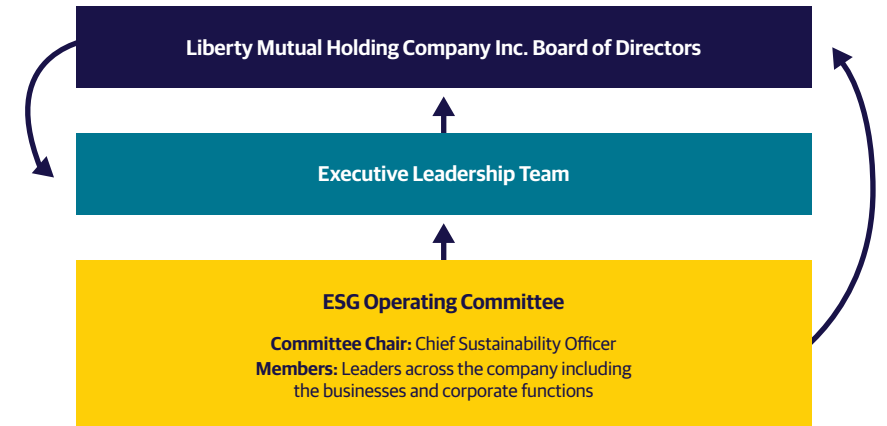 Liberty Mutual Holding Company Inc. Board of Directors
Executive Leadership Team
ESG Operating Committee
Committee Chair: Chief Sustainability Officer
Members: Leaders across the company including
the businesses and corporate functions